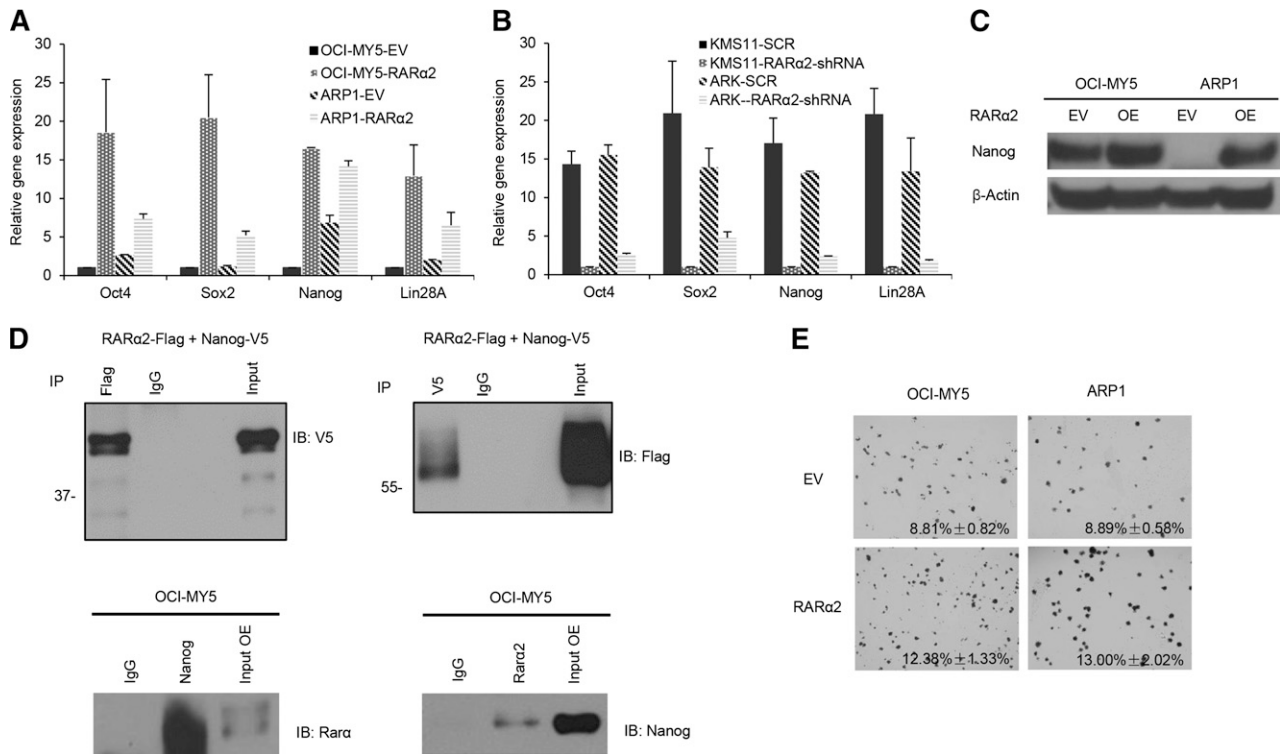 A
Relative gene expression
30
25
20
15
10
5
0
OCI-MY5-EV
OCI-MY5-RARα2
ARP1-EV
ARP1-RARα2
Oct4 Sox2 Nanog Lin28A
B
Relative gene expression
30
25
20
15
10
5
0
KMS11-SCR
KMS11-RARα2-shRNA
ARK-SCR
ARK--RARα2-shRNA
Oct4 Sox2 Nanog Lin28A
C
OCI-MY5 ARP1
RARα2 EV OE EV OE
Nanog
β-Actin
D
RARα2-Flag + Nanog-V5
IP Flag IgG Input
IB: V5
37-
RARα2-Flag + Nanog-V5
IP V5 IgG Input
IB: Flag
55-
OCI-MY5
IgG Nanog Input OE
IB: Rarα
OCI-MY5
IgG Rarα2 Input OE
IB: Nanog
E
OCI-MY5 ARP1
EV
8.81%±0.82% 8.89%±0.58%
RARα2
12.38%±1.33% 13.00%±2.02%